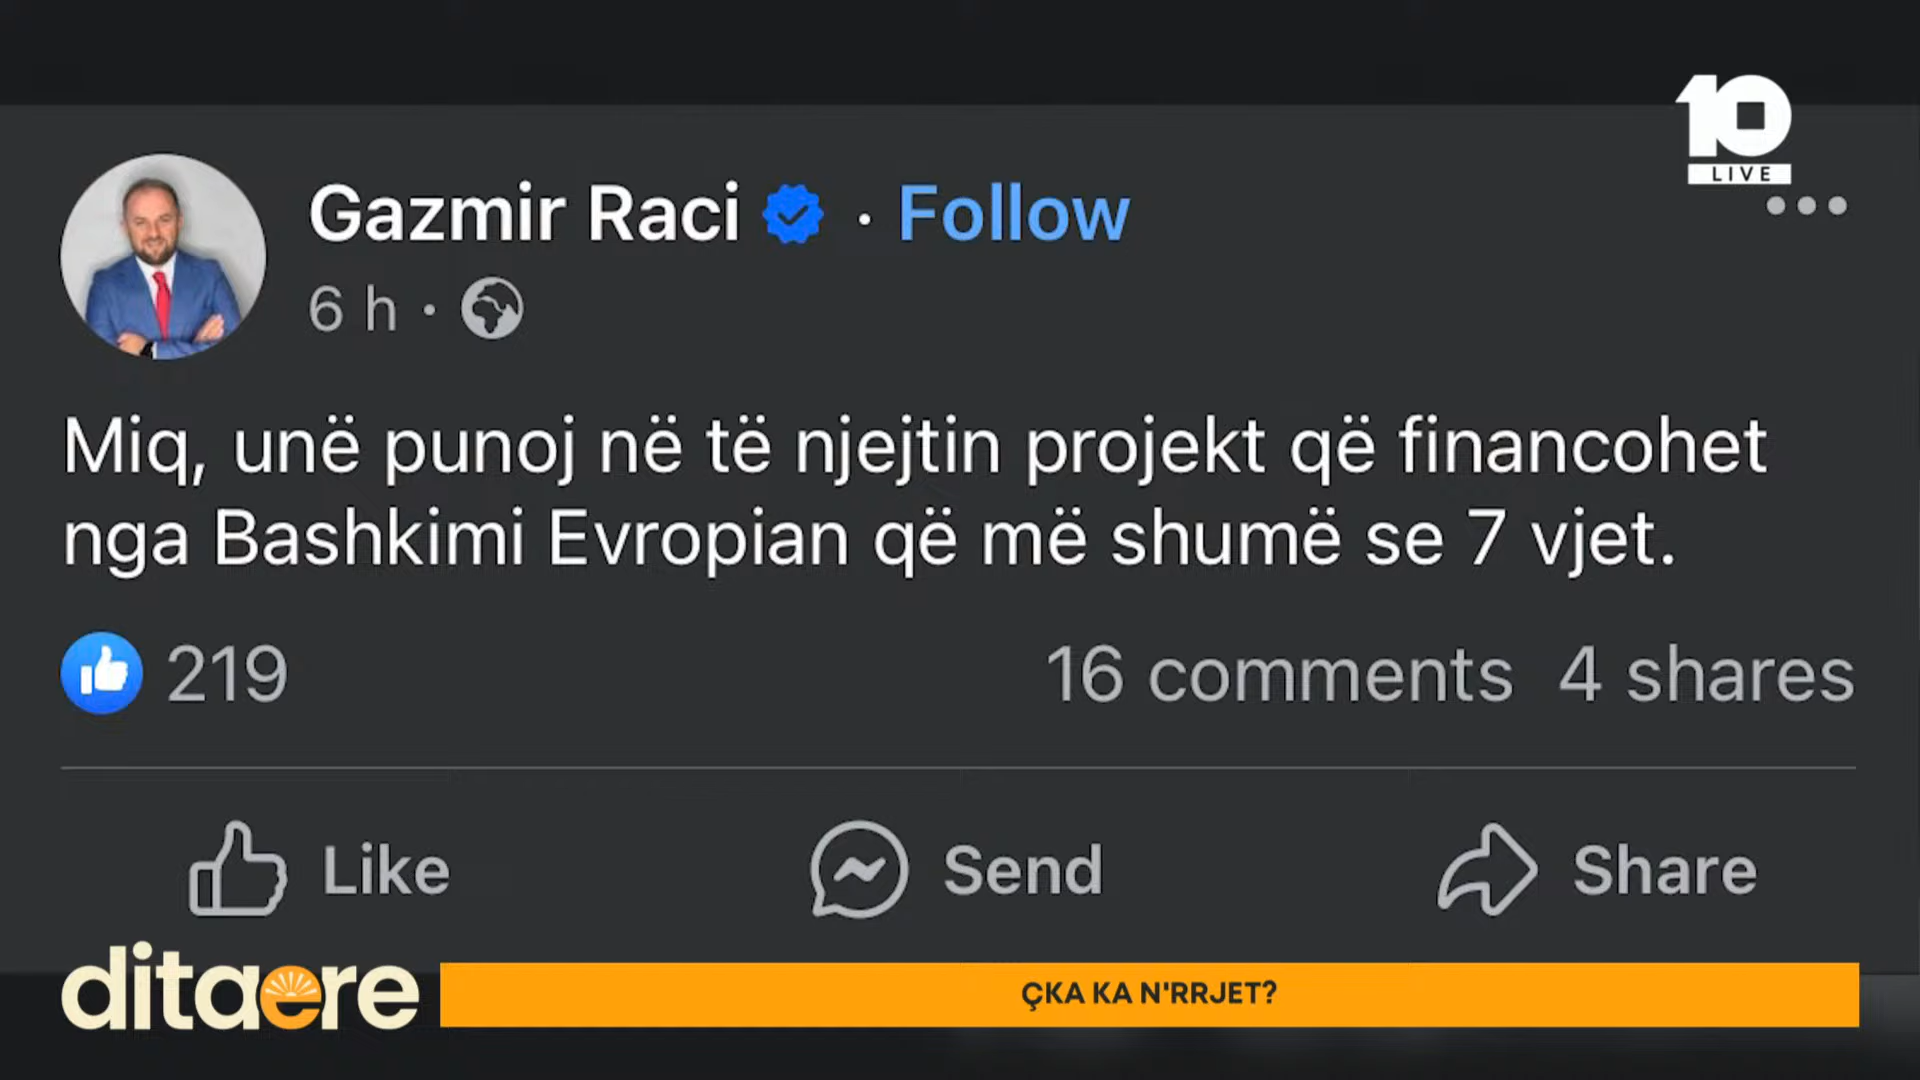 10
LIVE
Gazmir Raci · Follow
6 h ·
Miq, unë punoj në të njejtin projekt që financohet
nga Bashkimi Evropian që më shumë se 7 vjet.
219 16 comments 4 shares
Like Send Share
ditaere
ÇKA KA N'RRJET?